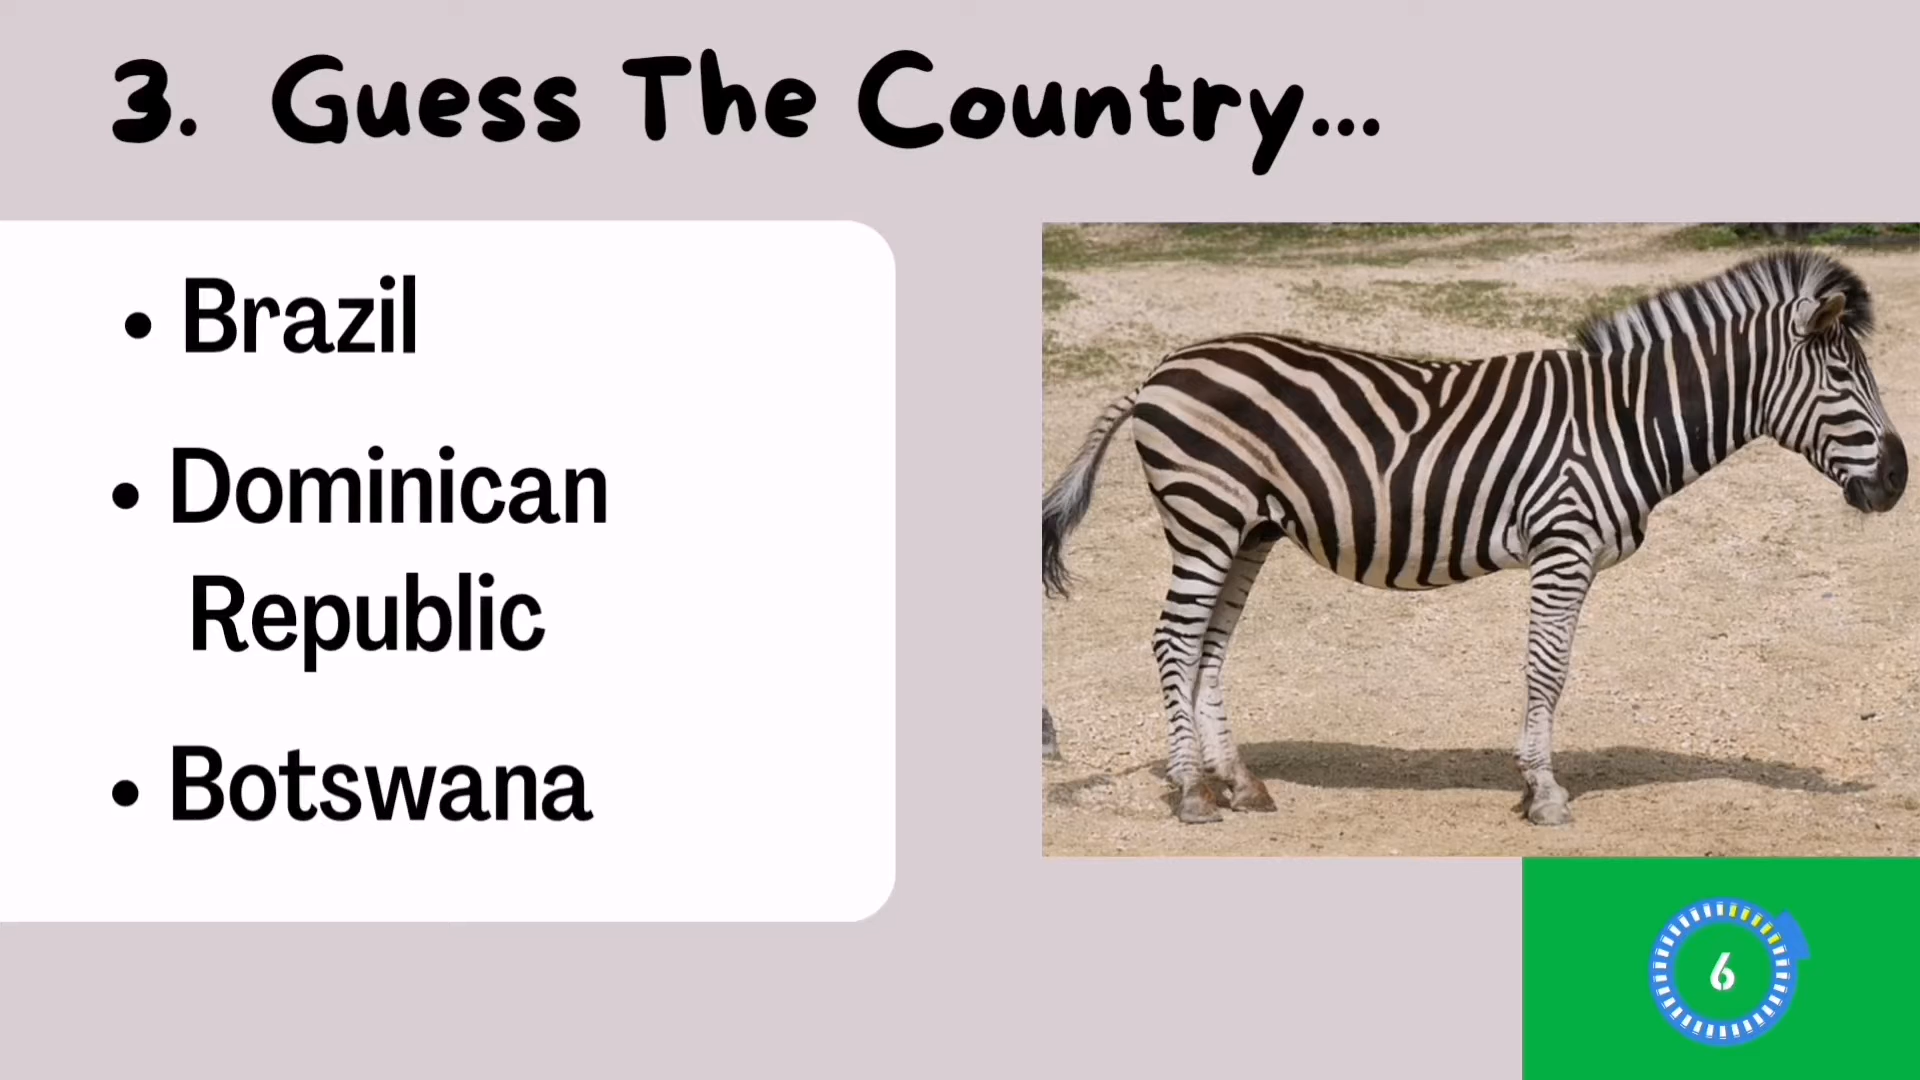 3. Guess The Country...
• Brazil
• Dominican
Republic
• Botswana
6